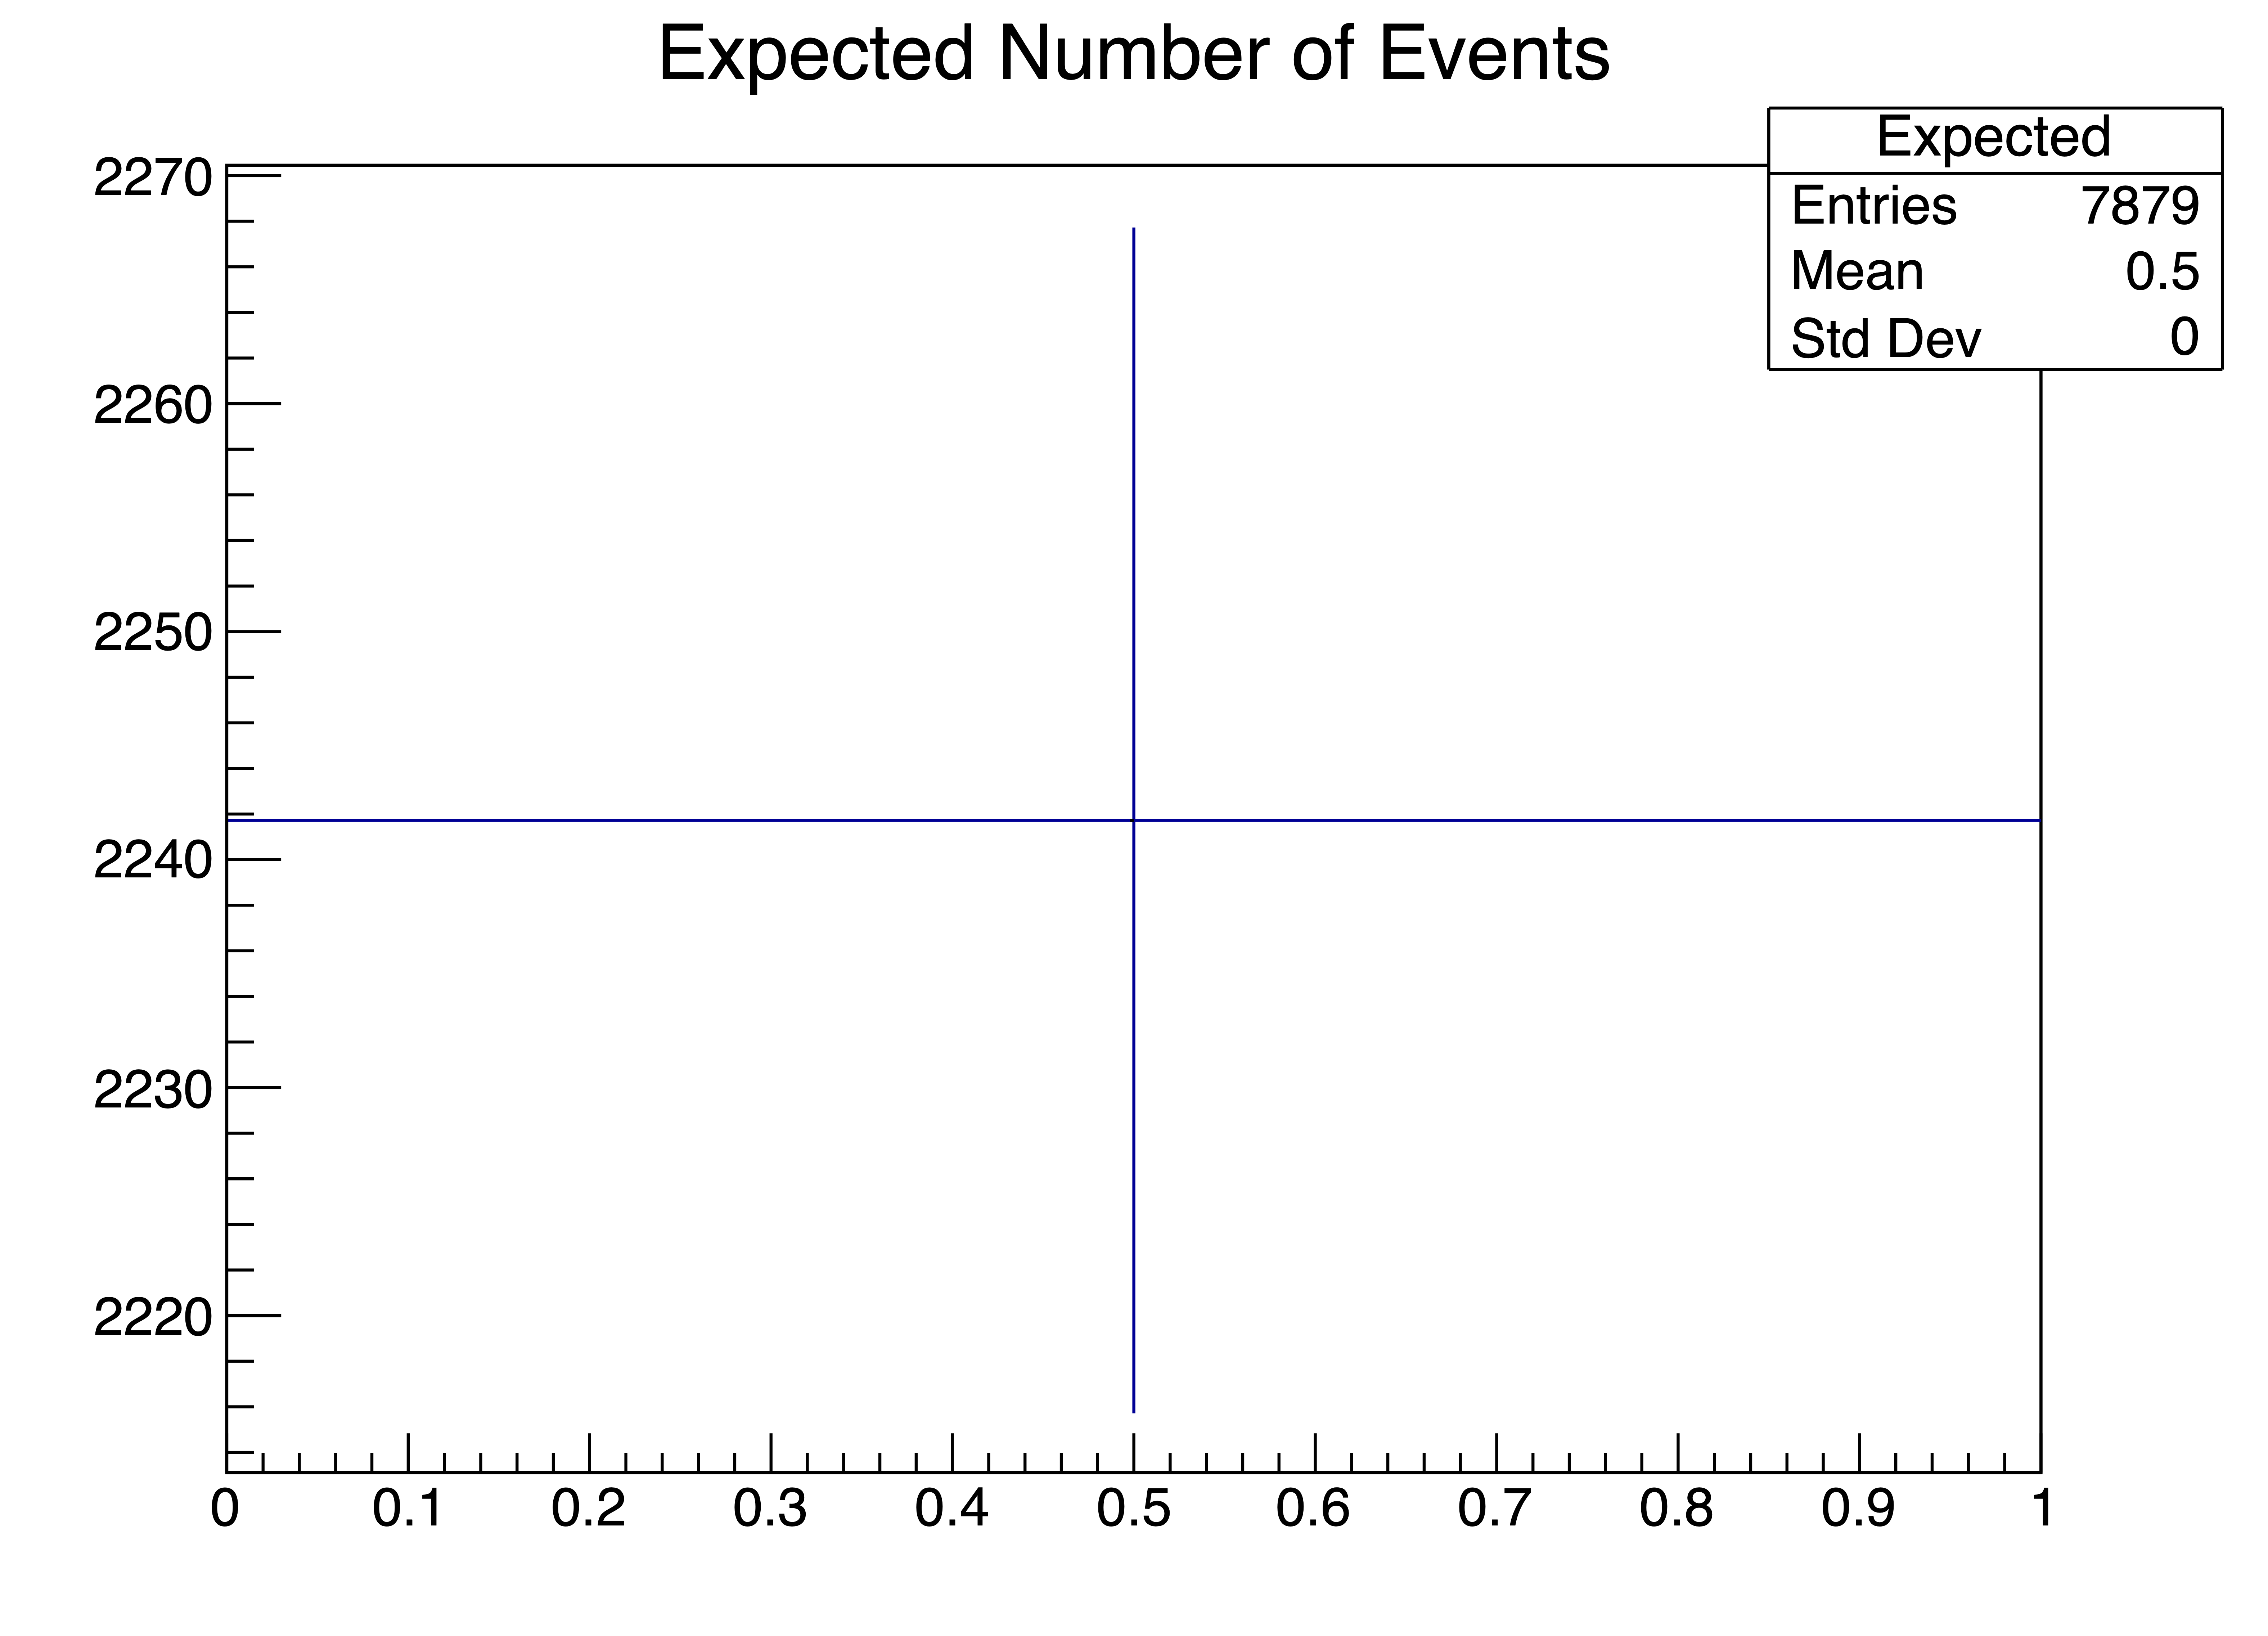 Expected Number of Events
Expected
Entries 7879
Mean 0.5
Std Dev 0
2270
2260
2250
2240
2230
2220
0 0.1 0.2 0.3 0.4 0.5 0.6 0.7 0.8 0.9 1